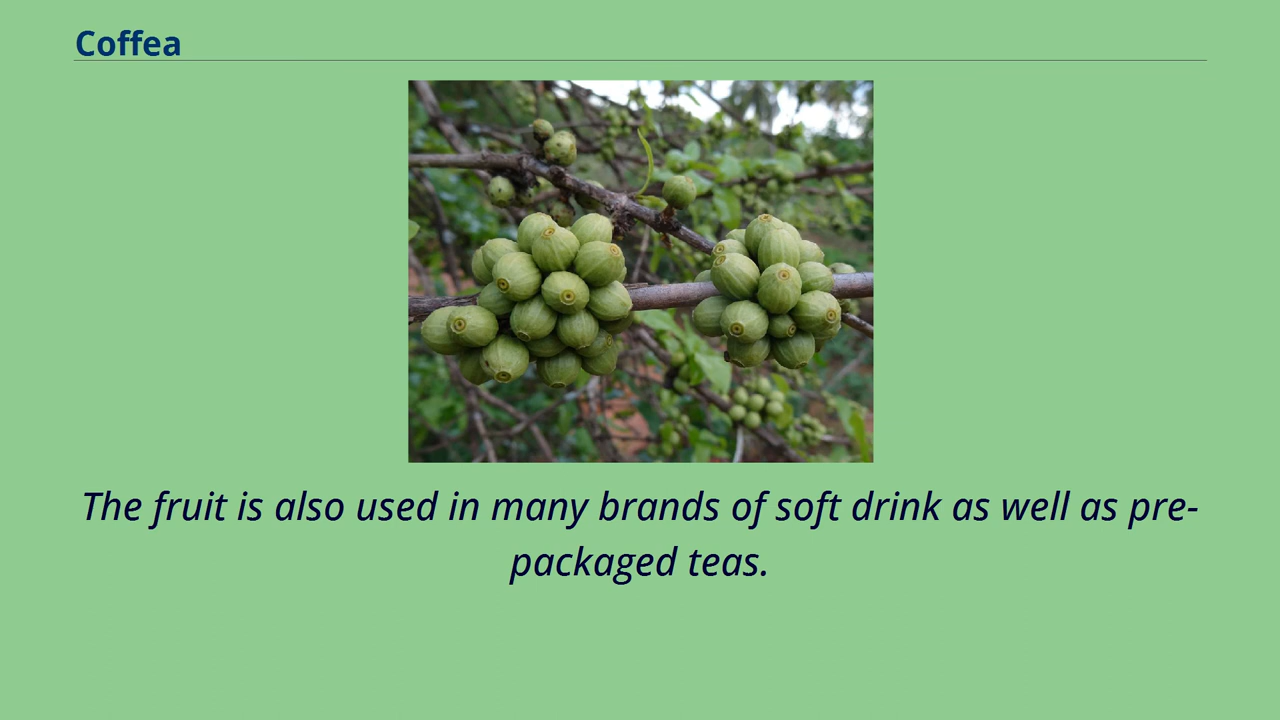 Coffea
The fruit is also used in many brands of soft drink as well as pre-
packaged teas.